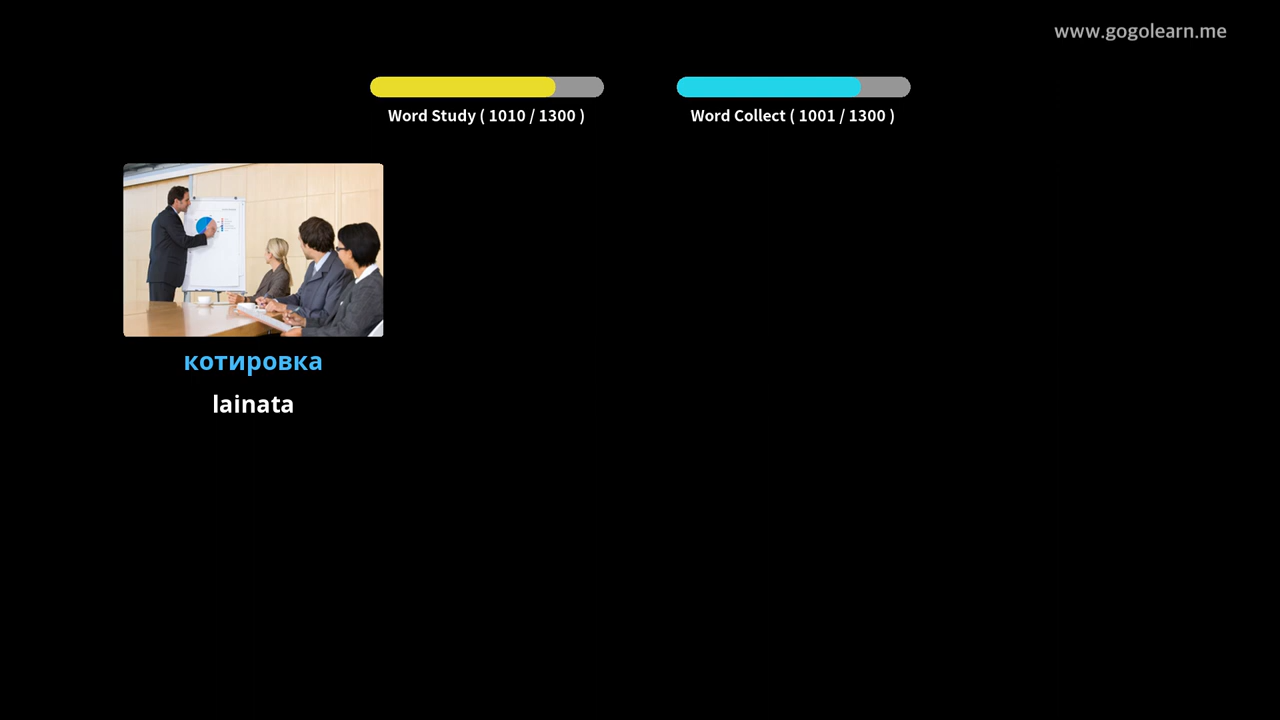 www.gogolearn.me
Word Study ( 1010 / 1300 )
Word Collect ( 1001 / 1300 )
котировка
lainata